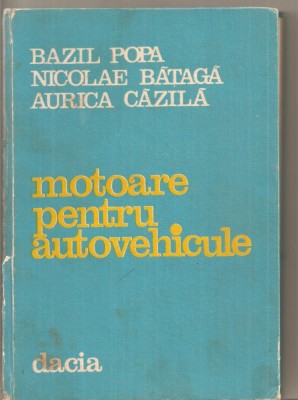 BAZIL POPA
NICOLAE BĂTAGĂ
AURICA CĂZILĂ
motoare
pentru
autovehicule
dacia